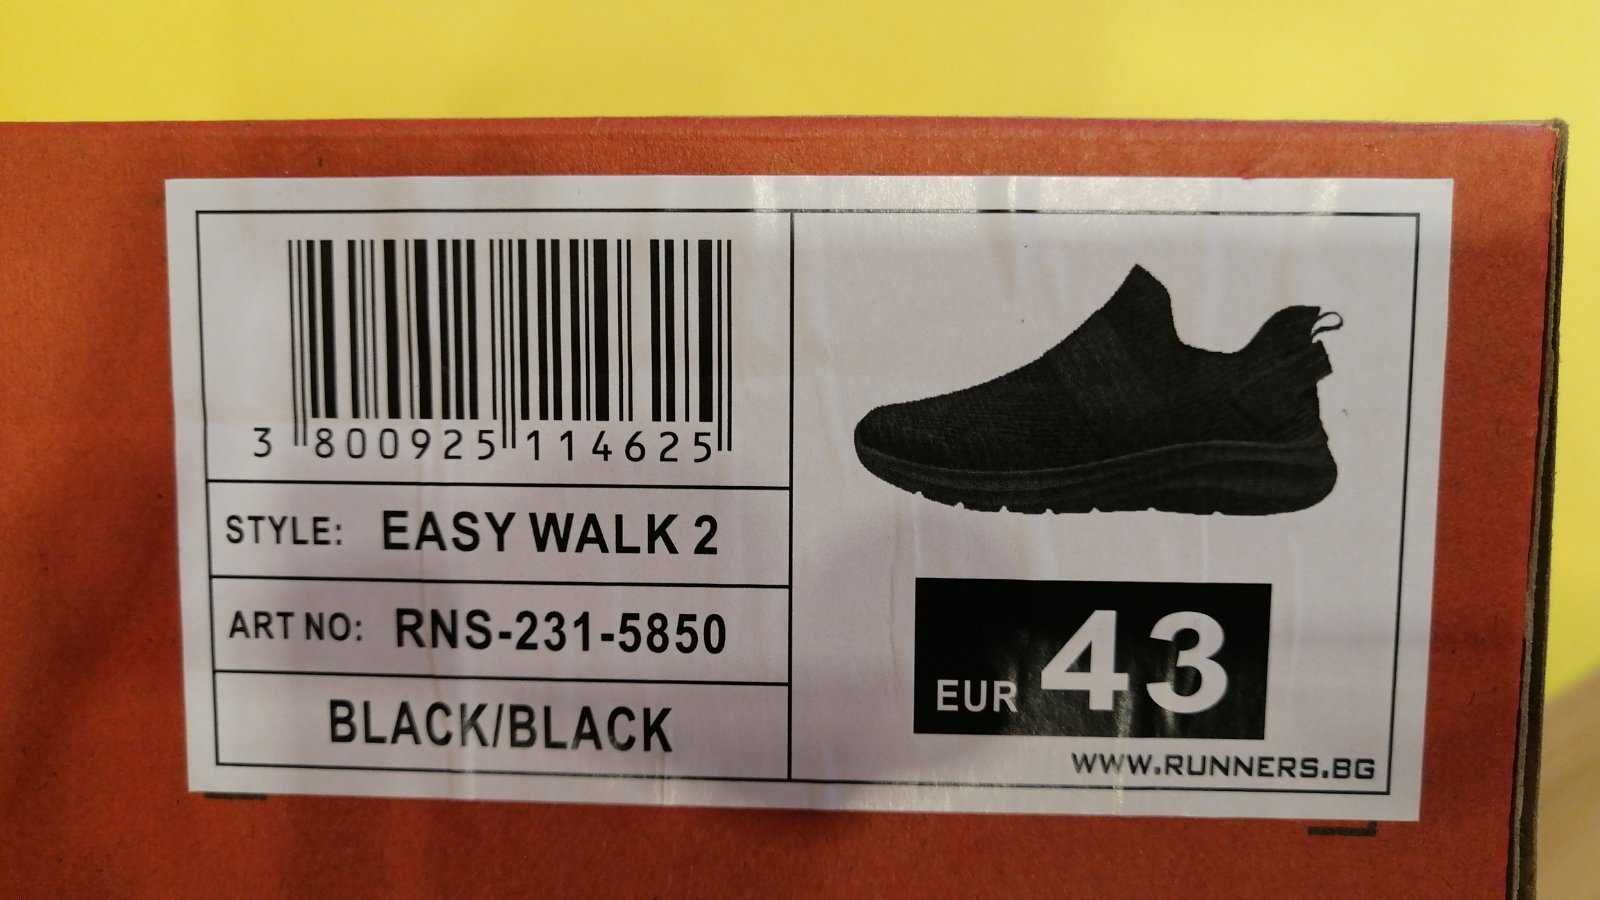 3 800925 114625
STYLE: EASY WALK 2
ART NO: RNS-231-5850
BLACK/BLACK
EUR 43
WWW.RUNNERS.BG